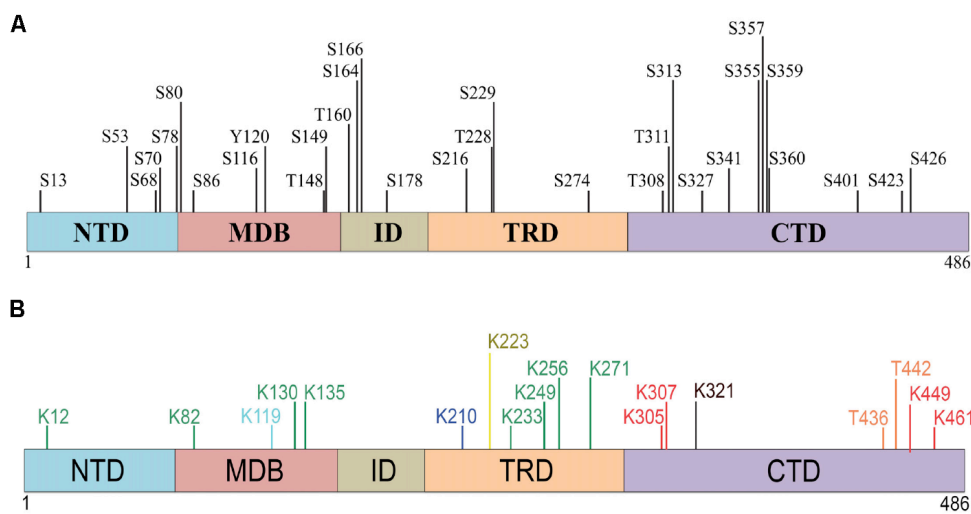 A
S357
S166
S164 S313 S355 S359
S80 S229
T160
S53 S78 Y120 S149 T228 T311
S70 S116 S216 S341 S360 S426
S13 S68 S86 T148 S178 S274 T308 S327 S401 S423
NTD MDB ID TRD CTD
1 486
B
K223
K256 K271 T442
K130 K135 K249 K307 K321 K449
K12 K82 K119 K210 K233 K305 T436 K461
NTD MDB ID TRD CTD
1 486